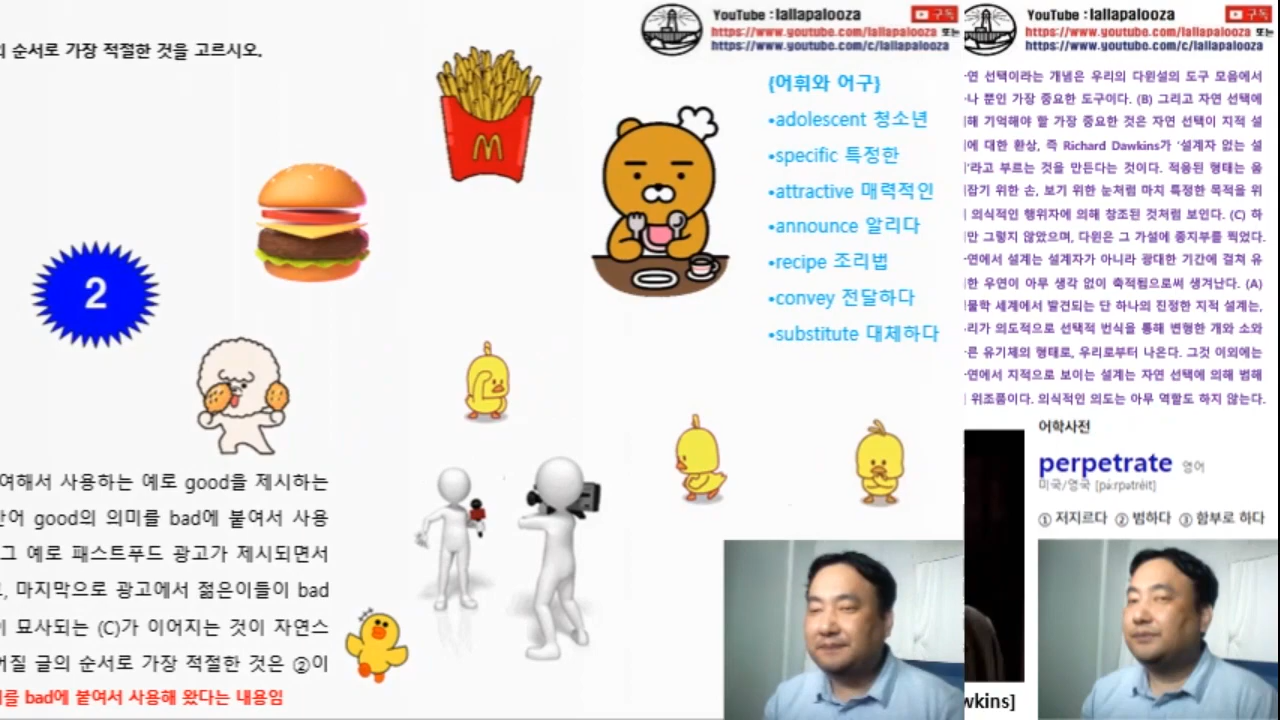 의 순서로 가장 적절한 것을 고르시오.
YouTube : lallapalooza
구독
https://www.youtube.com/lallapalooza 또는
https://www.youtube.com/c/lallapalooza
{어휘와 어구}
•adolescent 청소년
•specific 특정한
•attractive 매력적인
•announce 알리다
•recipe 조리법
•convey 전달하다
•substitute 대체하다
2
여해서 사용하는 예로 good을 제시하는
단어 good의 의미를 bad에 붙여서 사용
그 예로 패스트푸드 광고가 제시되면서
, 마지막으로 광고에서 젊은이들이 bad
묘사되는 (C)가 이어지는 것이 자연스
어질 글의 순서로 가장 적절한 것은 ②이
를 bad에 붙여서 사용해 왔다는 내용임
YouTube : lallapalooza
구독
https://www.youtube.com/lallapalooza 또는
https://www.youtube.com/c/lallapalooza
연 선택이라는 개념은 우리의 다윈설의 도구 모음에서
나 뿐인 가장 중요한 도구이다. (B) 그리고 자연 선택에
해 기억해야 할 가장 중요한 것은 자연 선택이 지적 설
에 대한 환상, 즉 Richard Dawkins가 ‘설계자 없는 설
’라고 부르는 것을 만든다는 것이다. 적응된 형태는 움
잡기 위한 손, 보기 위한 눈처럼 마치 특정한 목적을 위
의식적인 행위자에 의해 창조된 것처럼 보인다. (C) 하
만 그렇지 않았으며, 다윈은 그 가설에 종지부를 찍었다.
연에서 설계는 설계자가 아니라 광대한 기간에 걸쳐 유
한 우연이 아무 생각 없이 축적됨으로써 생겨난다. (A)
물학 세계에서 발견되는 단 하나의 진정한 지적 설계는,
리가 의도적으로 선택적 번식을 통해 변형한 개와 소와
른 유기체의 형태로, 우리로부터 나온다. 그것 이외에는
연에서 지적으로 보이는 설계는 자연 선택에 의해 범해
위조품이다. 의식적인 의도는 아무 역할도 하지 않는다.
어학사전
perpetrate 영어
미국/영국 [pə́ːrpətrèit]
① 저지르다 ② 범하다 ③ 함부로 하다
wkins]